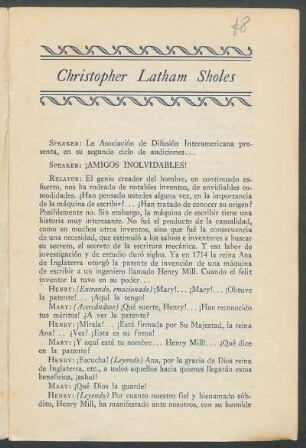 48
Christopher Latham Sholes
SPEAKER: La Asociación de Difusión Interamericana pre-
senta, en su segundo ciclo de audiciones...
SPEAKER: ¡AMIGOS INOLVIDABLES!
RELATOR: El genio creador del hombre, en continuado es-
fuerzo, nos ha rodeado de notables inventos, de envidiables co-
modidades. ¿Han pensado ustedes alguna vez, en la importancia
de la máquina de escribir?... ¿Han tratado de conocer su origen?
Posiblemente no. Sin embargo, la máquina de escribir tiene una
historia muy interesante. No fué el producto de la casualidad,
como en muchos otros inventos, sino que fué la consecuencia
de una necesidad, que estimuló a los sabios e inventores a buscar
su secreto, el secreto de la escritura mecánica. Y esa labor de
investigación y de estudio duró siglos. Ya en 1714 la reina Ana
de Inglaterra otorgó la patente de invención de una máquina
de escribir a un ingeniero llamado Henry Mill. Cuando el feliz
inventor la tuvo en su poder...
HENRY: (Entrando, emocionado) ¡Mary!... ¡Mary!... ¡Obtuve
la patente!... ¡Aquí la tengo!
MARY: (Acercándose) ¡Qué suerte, Henry!... ¡Han reconocido
tus méritos! ¿A ver la patente?
HENRY: ¡Mírala!... ¡Está firmada por Su Majestad, la reina
Ana!... ¿Ves? ¡Esta es su firma!
MARY: ¡Y aquí está tu nombre... Henry Mill!... ¿Qué dice
en la patente?
HENRY: ¡Escucha! (Leyendo) Ana, por la gracia de Dios reina
de Inglaterra, etc., a todos aquellos hacia quienes llegarán estos
beneficios, ¡salud!
MARY: ¡Qué Dios la guarde!
HENRY: (Leyendo) Por cuanto nuestro fiel y bienamado súb-
dito, Henry Mill, ha manifestado ante nosotros, con su humilde